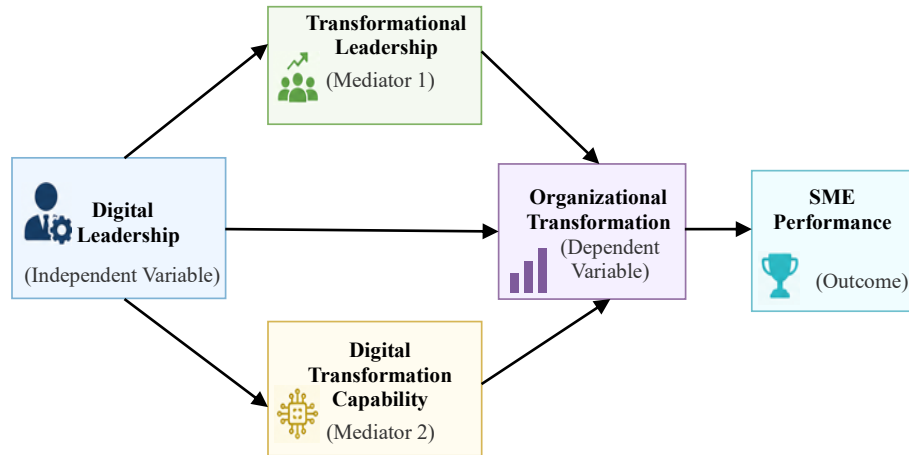 Transformational
Leadership
(Mediator 1)
Digital
Leadership
(Independent Variable)
Organizational
Transformation
(Dependent
Variable)
SME
Performance
(Outcome)
Digital
Transformation
Capability
(Mediator 2)